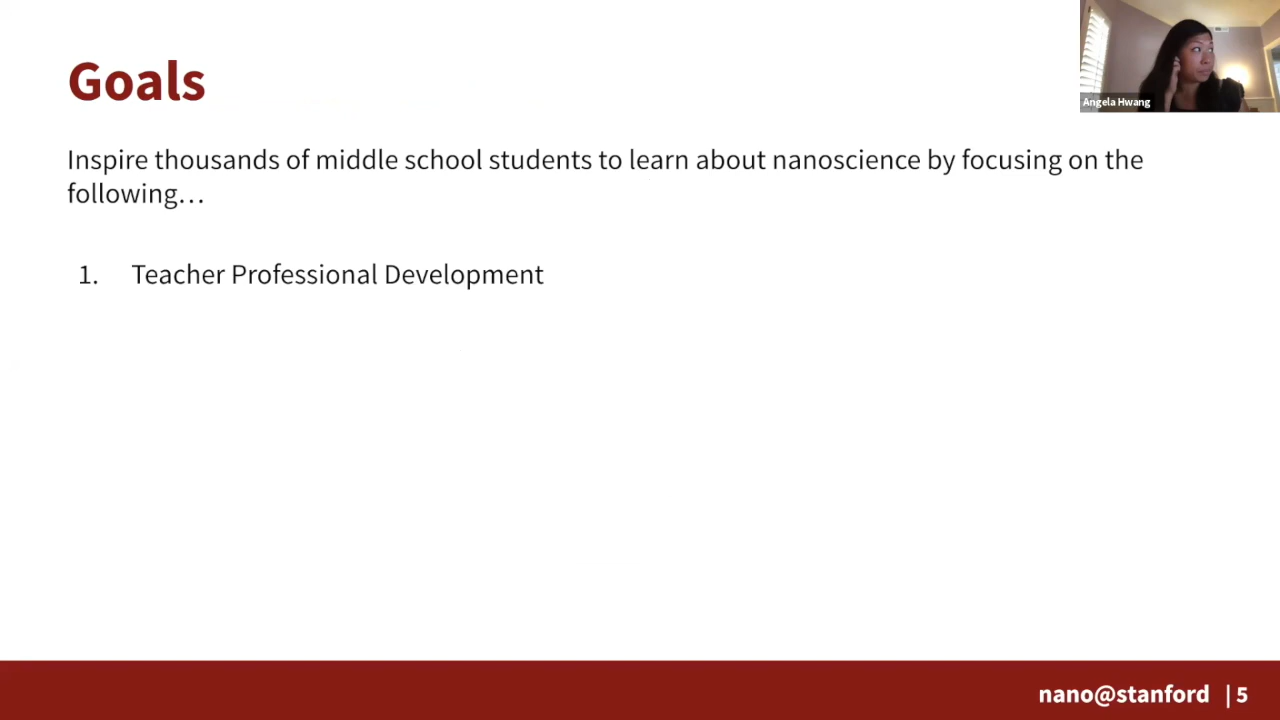 Goals
Angela Hwang
Inspire thousands of middle school students to learn about nanoscience by focusing on the
following…
1. Teacher Professional Development
nano@stanford | 5